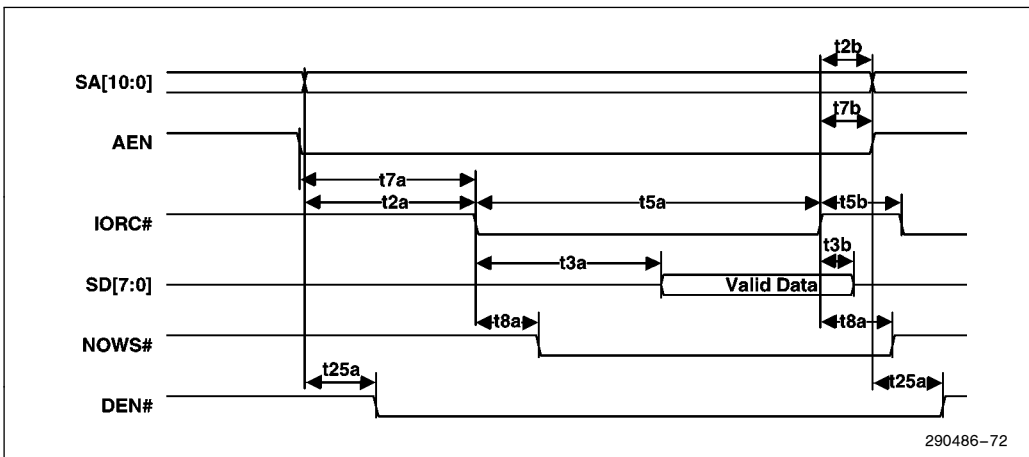 t2b
SA[10:0]
t7b
AEN
t7a
t2a t5a t5b
IORC#
t3b
t3a
SD[7:0] Valid Data
t8a t8a
NOWS#
t25a t25a
DEN#
290486-72